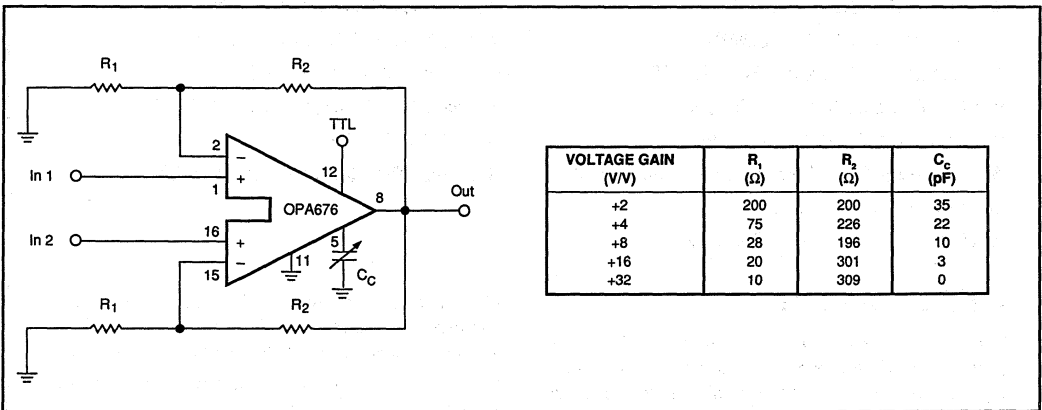 R1 R2
TTL
2 −
12
In 1
+
1
8
Out
OPA676
16
In 2
+
5
−
11
15
CC
R1 R2
VOLTAGE GAIN (V/V) R1 (Ω) R2 (Ω) Cc (pF)
+2 200 200 35
+4 75 226 22
+8 28 196 10
+16 20 301 3
+32 10 309 0